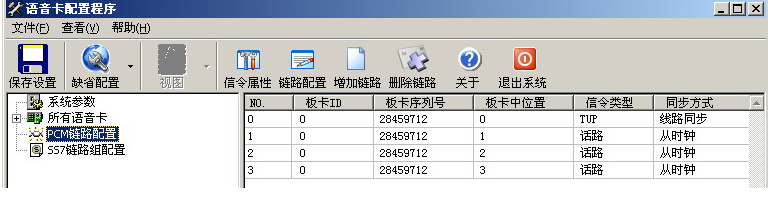 语音卡配置程序
文件(F) 查看(V) 帮助(H)
保存设置 缺省配置 视图 信令属性 链路配置 增加链路 删除链路 关于 退出系统
系统参数
所有语音卡
PCM链路配置
SS7链路组配置
NO. 板卡ID 板卡序列号 板卡中位置 信令类型 同步方式
0 0 28459712 0 TUP 线路同步
1 0 28459712 1 话路 从时钟
2 0 28459712 2 话路 从时钟
3 0 28459712 3 话路 从时钟